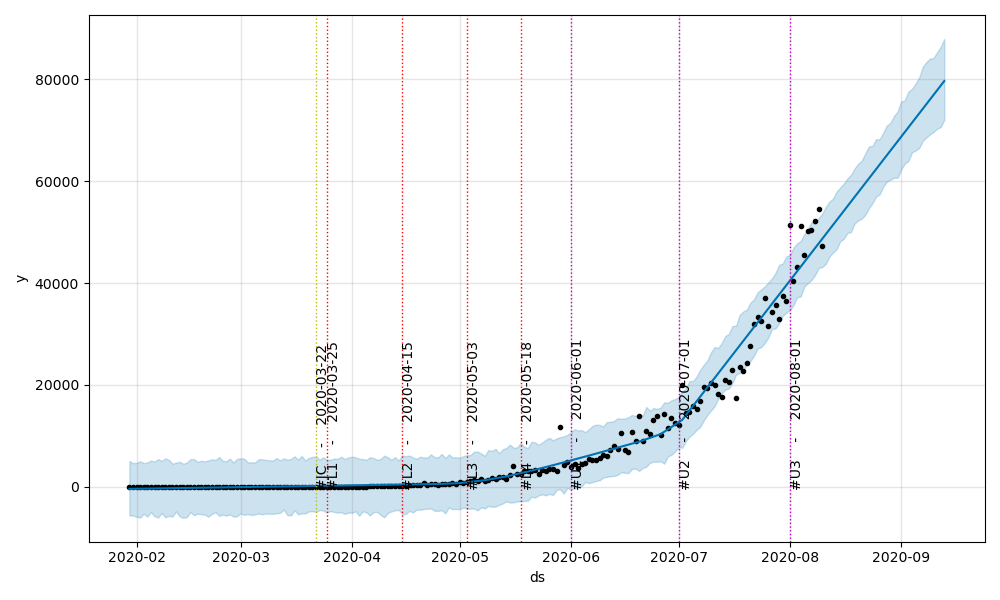 y
80000
60000
40000
20000
0
#JC - 2020-03-22
#L1 - 2020-03-25
#L2 - 2020-04-15
#L3 - 2020-05-03
#L4 - 2020-05-18
#U1 - 2020-06-01
#U2 - 2020-07-01
#U3 - 2020-08-01
2020-02 2020-03 2020-04 2020-05 2020-06 2020-07 2020-08 2020-09
ds